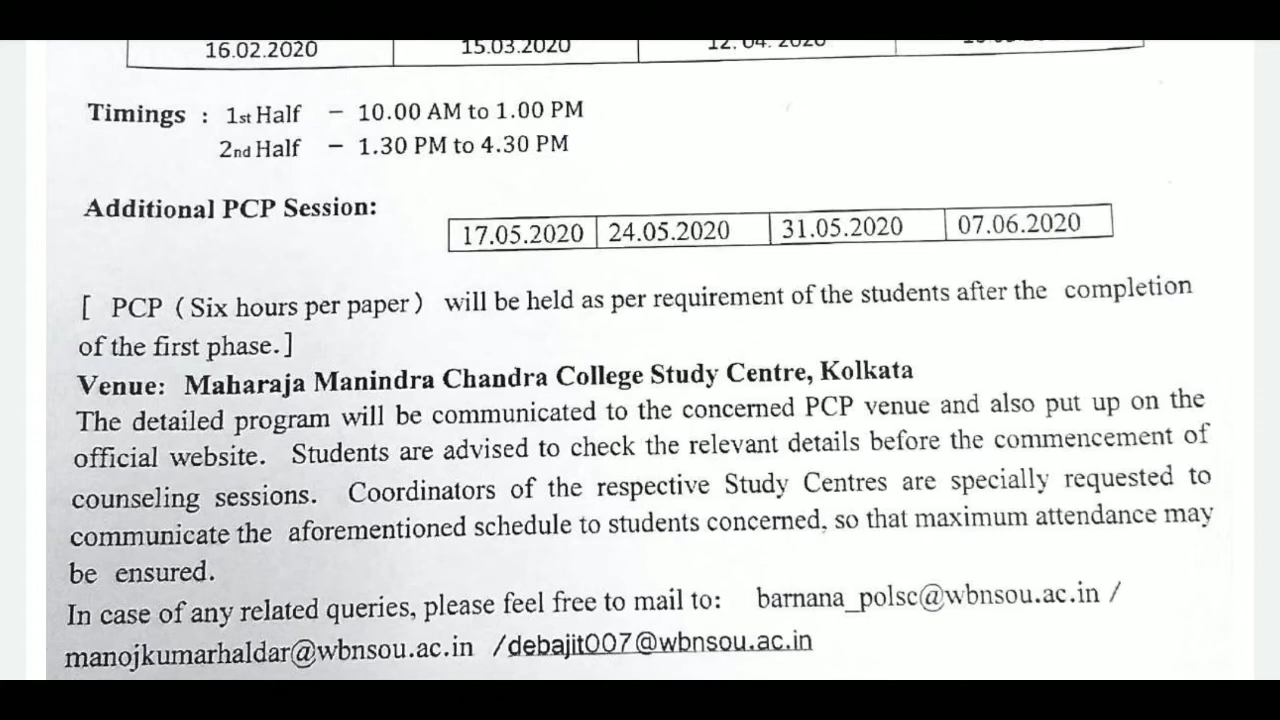 16.02.2020 15.03.2020 12. 04. 2020
Timings : 1st Half – 10.00 AM to 1.00 PM
2nd Half – 1.30 PM to 4.30 PM
Additional PCP Session:
17.05.2020 24.05.2020 31.05.2020 07.06.2020
[ PCP ( Six hours per paper ) will be held as per requirement of the students after the completion
of the first phase. ]
Venue: Maharaja Manindra Chandra College Study Centre, Kolkata
The detailed program will be communicated to the concerned PCP venue and also put up on the
official website. Students are advised to check the relevant details before the commencement of
counseling sessions. Coordinators of the respective Study Centres are specially requested to
communicate the aforementioned schedule to students concerned, so that maximum attendance may
be ensured.
In case of any related queries, please feel free to mail to: barnana_polsc@wbnsou.ac.in /
manojkumarhaldar@wbnsou.ac.in /debajit007@wbnsou.ac.in